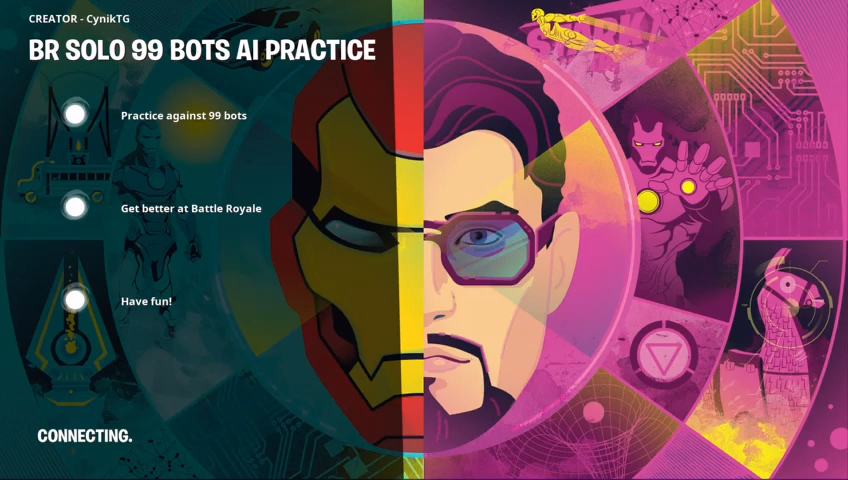 CREATOR - CynikTG
BR SOLO 99 BOTS AI PRACTICE
STARK
Practice against 99 bots
Get better at Battle Royale
Have fun!
CONNECTING.